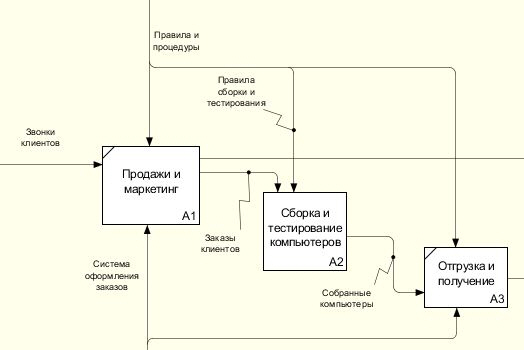 Правила и
процедуры
Правила
сборки и
тестирования
Звонки
клиентов
Продажи и
маркетинг
A1
Сборка и
тестирование
компьютеров
A2
Заказы
клиентов
Система
оформления
заказов
Собранные
компьютеры
Отгрузка и
получение
A3